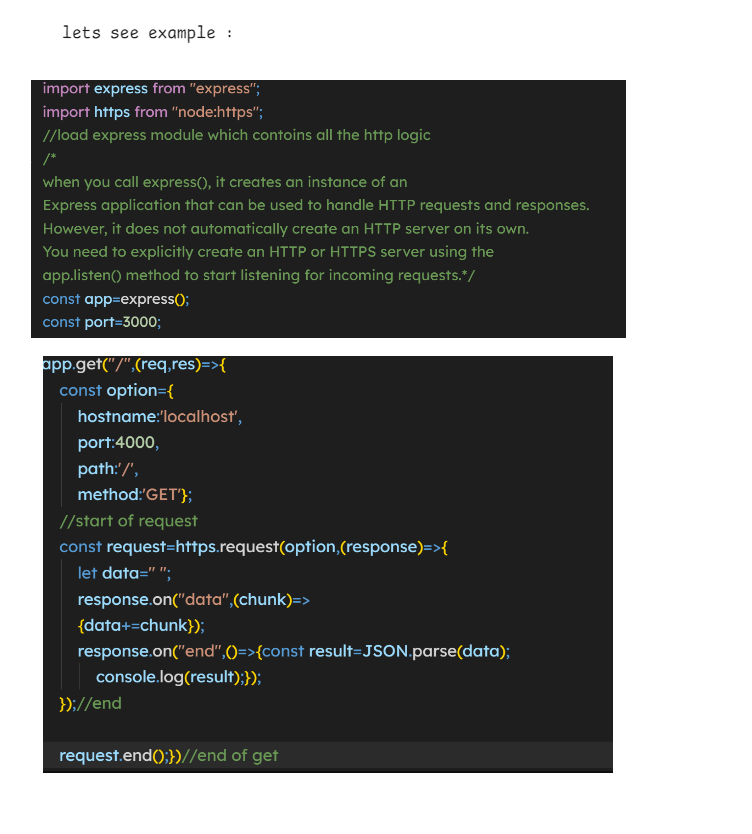 lets see example :
import express from "express";
import https from "node:https";
//load express module which contoins all the http logic
/*
when you call express(), it creates an instance of an
Express application that can be used to handle HTTP requests and responses.
However, it does not automatically create an HTTP server on its own.
You need to explicitly create an HTTP or HTTPS server using the
app.listen() method to start listening for incoming requests.*/
const app=express();
const port=3000;
app.get("/",(req,res)=>{
const option={
hostname:'localhost',
port:4000,
path:'/',
method:'GET'};
//start of request
const request=https.request(option,(response)=>{
let data=" ";
response.on("data",(chunk)=>
{data+=chunk});
response.on("end",()=>{const result=JSON.parse(data);
console.log(result);});
});//end
request.end();})//end of get